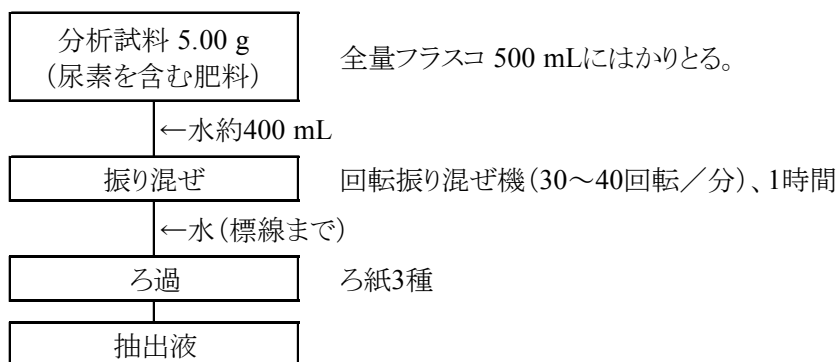 分析試料 5.00 g
(尿素を含む肥料)
全量フラスコ 500 mLにはかりとる。
←水約400 mL
振り混ぜ
回転振り混ぜ機(30~40回転/分)、1時間
←水(標線まで)
ろ過
ろ紙3種
抽出液